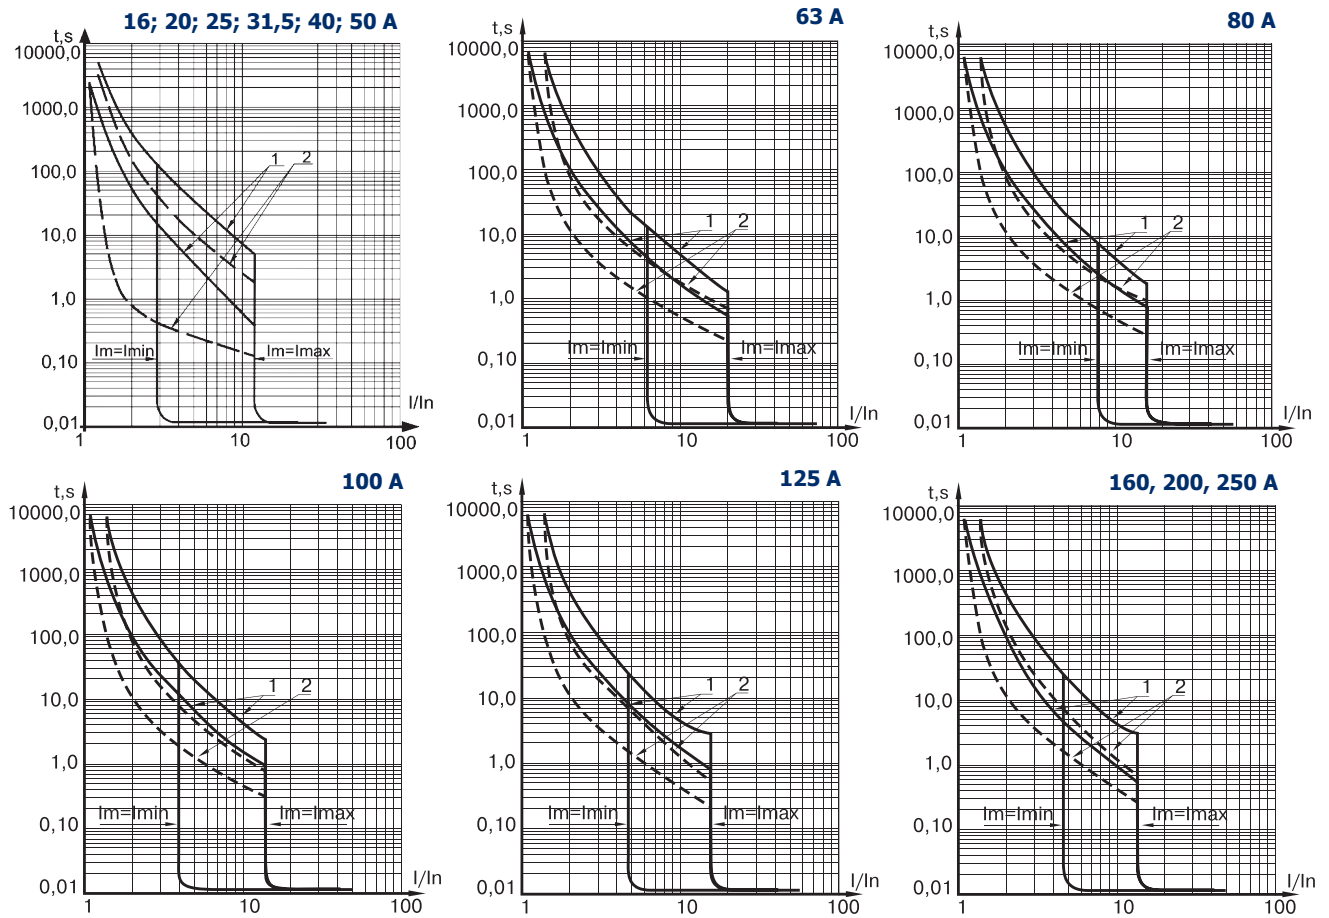 16; 20; 25; 31,5; 40; 50 A
t,s
10000,0
1000,0
100,0
10,0
1,0
0,10
0,01
1 2
Im=Imin
Im=Imax
I/In
1
10
100
63 A
t,s
10000,0
1000,0
100,0
10,0
1,0
0,10
0,01
1 2
Im=Imin
Im=Imax
I/In
1
10
100
80 A
t,s
10000,0
1000,0
100,0
10,0
1,0
0,10
0,01
1 2
Im=Imin
Im=Imax
I/In
1
10
100
100 A
t,s
10000,0
1000,0
100,0
10,0
1,0
0,10
0,01
1 2
Im=Imin
Im=Imax
I/In
1
10
100
125 A
t,s
10000,0
1000,0
100,0
10,0
1,0
0,10
0,01
1 2
Im=Imin
Im=Imax
I/In
1
10
100
160, 200, 250 A
t,s
10000,0
1000,0
100,0
10,0
1,0
0,10
0,01
1 2
Im=Imin
Im=Imax
I/In
1
10
100